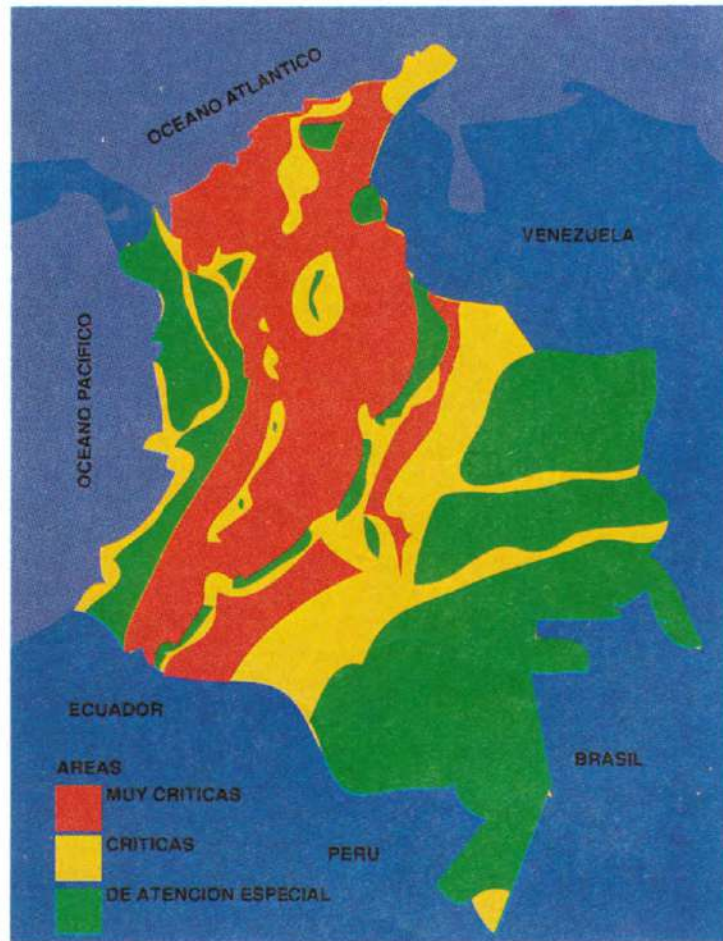 OCEANO ATLANTICO
VENEZUELA
OCEANO PACIFICO
ECUADOR
BRASIL
PERU
AREAS
MUY CRITICAS
CRITICAS
DE ATENCION ESPECIAL